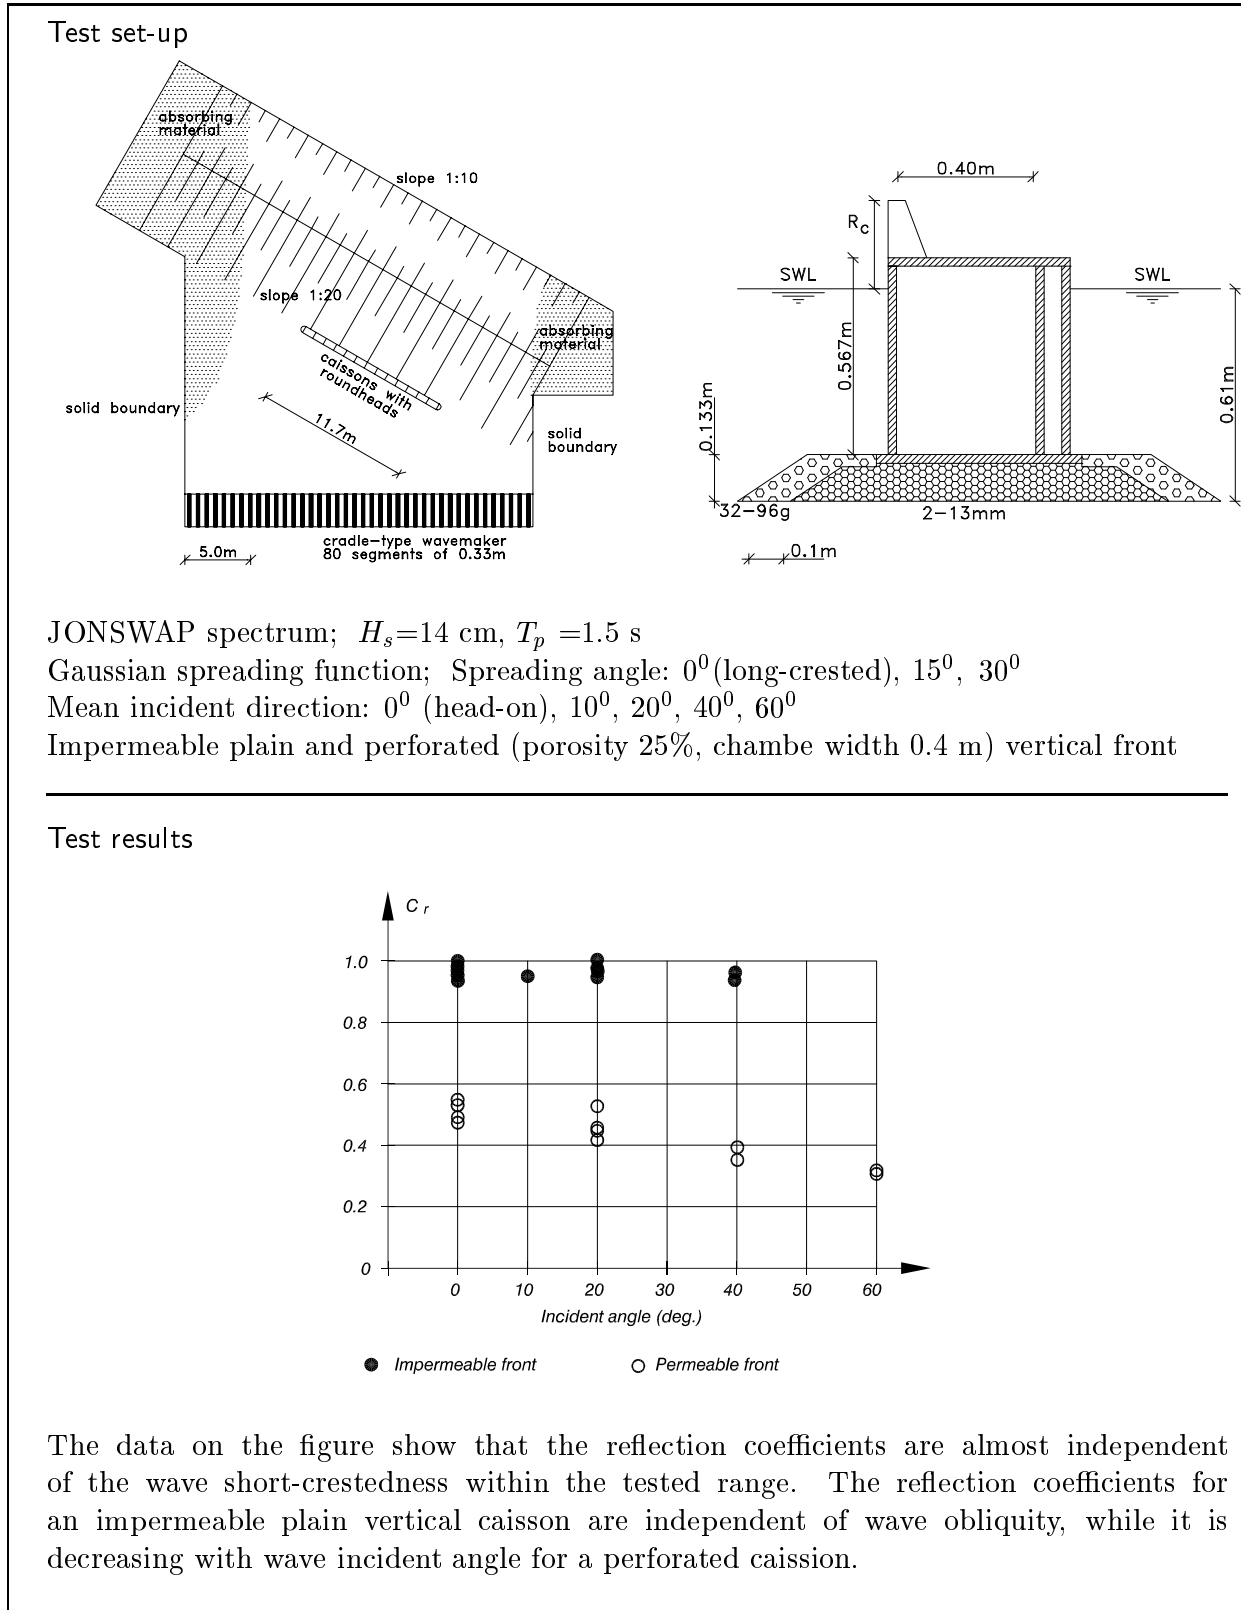 Test set-up
absorbing
material
slope 1:10
slope 1:20
absorbing
material
caissons with
roundheads
solid boundary
11.7m
solid
boundary
cradle-type wavemaker
80 segments of 0.33m
5.0m
0.40m
Rc
SWL
SWL
0.567m
0.133m
0.61m
32-96g
2-13mm
0.1m
JONSWAP spectrum; Hs=14 cm, Tp =1.5 s
Gaussian spreading function; Spreading angle: 0⁰(long-crested), 15⁰, 30⁰
Mean incident direction: 0⁰ (head-on), 10⁰, 20⁰, 40⁰, 60⁰
Impermeable plain and perforated (porosity 25%, chambe width 0.4 m) vertical front
Test results
C r
1.0
0.8
0.6
0.4
0.2
0
0 10 20 30 40 50 60
Incident angle (deg.)
Impermeable front Permeable front
The data on the figure show that the reflection coefficients are almost independent
of the wave short-crestedness within the tested range. The reflection coefficients for
an impermeable plain vertical caisson are independent of wave obliquity, while it is
decreasing with wave incident angle for a perforated caission.